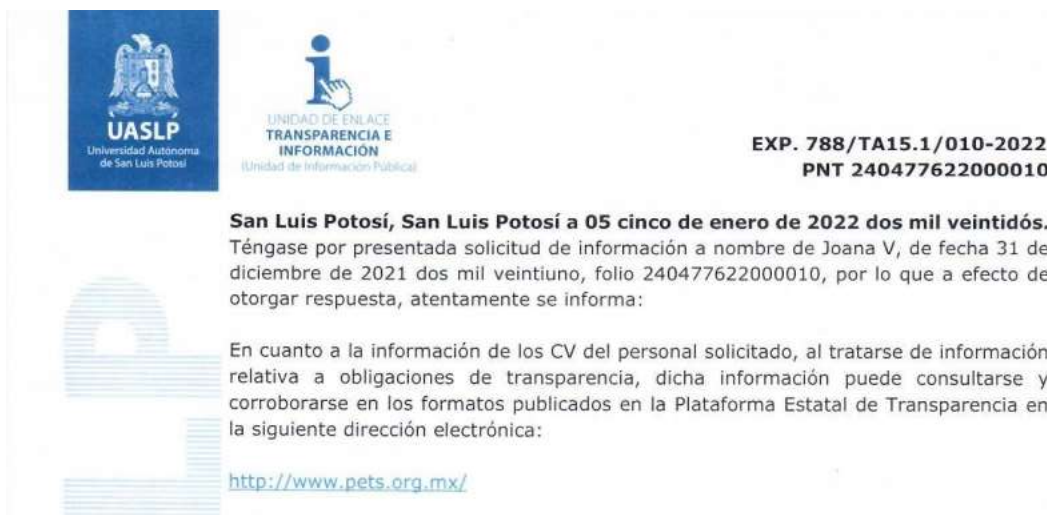 UASLP
Universidad Autónoma
de San Luis Potosí
UNIDAD DE ENLACE
TRANSPARENCIA E
INFORMACIÓN
(Unidad de Información Pública)
EXP. 788/TA15.1/010-2022
PNT 240477622000010
San Luis Potosí, San Luis Potosí a 05 cinco de enero de 2022 dos mil veintidós.
Téngase por presentada solicitud de información a nombre de Joana V, de fecha 31 de
diciembre de 2021 dos mil veintiuno, folio 240477622000010, por lo que a efecto de
otorgar respuesta, atentamente se informa:
En cuanto a la información de los CV del personal solicitado, al tratarse de información
relativa a obligaciones de transparencia, dicha información puede consultarse y
corroborarse en los formatos publicados en la Plataforma Estatal de Transparencia en
la siguiente dirección electrónica:
http://www.pets.org.mx/